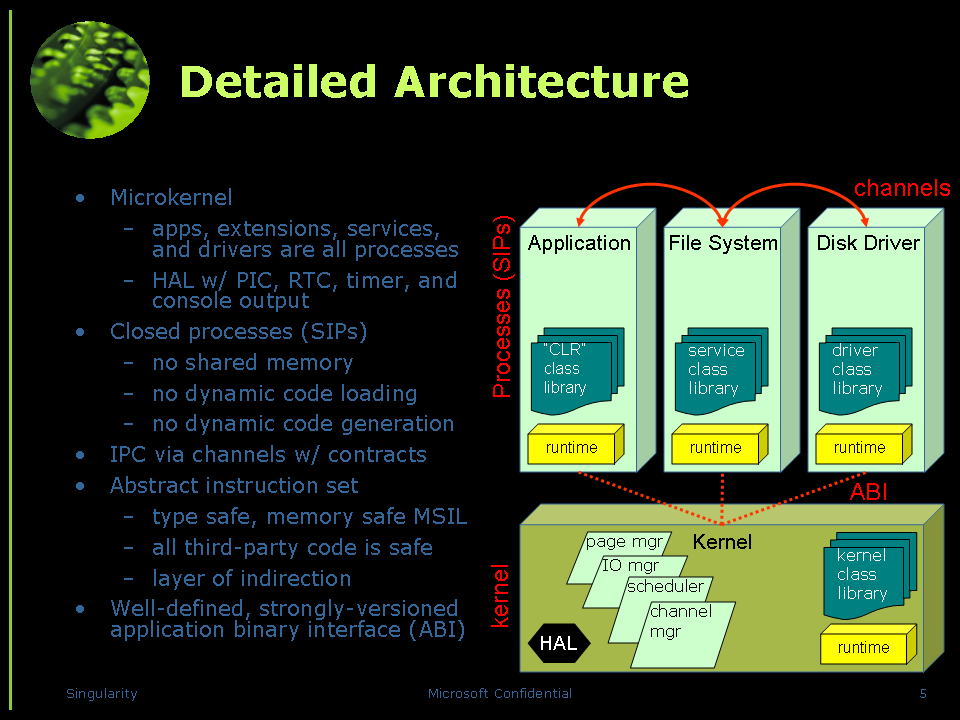 Detailed Architecture
• Microkernel
– apps, extensions, services,
and drivers are all processes
– HAL w/ PIC, RTC, timer, and
console output
• Closed processes (SIPs)
– no shared memory
– no dynamic code loading
– no dynamic code generation
• IPC via channels w/ contracts
• Abstract instruction set
– type safe, memory safe MSIL
– all third-party code is safe
– layer of indirection
• Well-defined, strongly-versioned
application binary interface (ABI)
channels
Processes (SIPs)
Application
"CLR"
class
library
runtime
File System
service
class
library
runtime
Disk Driver
driver
class
library
runtime
ABI
kernel
Kernel
page mgr
IO mgr
scheduler
channel
mgr
HAL
kernel
class
library
runtime
Singularity
Microsoft Confidential
5